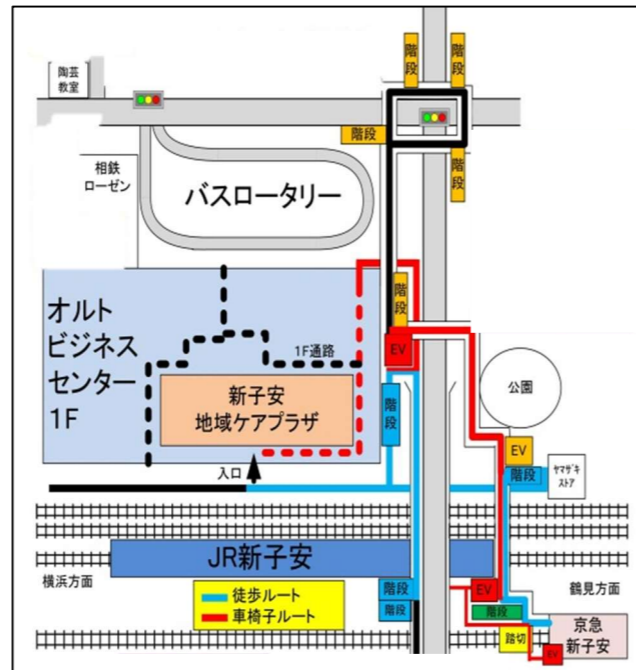 階段
階段
陶芸
教室
階段
階段
相鉄
ローゼン
バスロータリー
階段
オルト
ビジネス
センター
1F
1F通路
EV
新子安
地域ケアプラザ
階段
公園
EV
階段
ヤマザキ
ストア
入口
JR新子安
横浜方面
鶴見方面
徒歩ルート
車椅子ルート
階段
階段
EV
階段
踏切
京急
新子安
EV